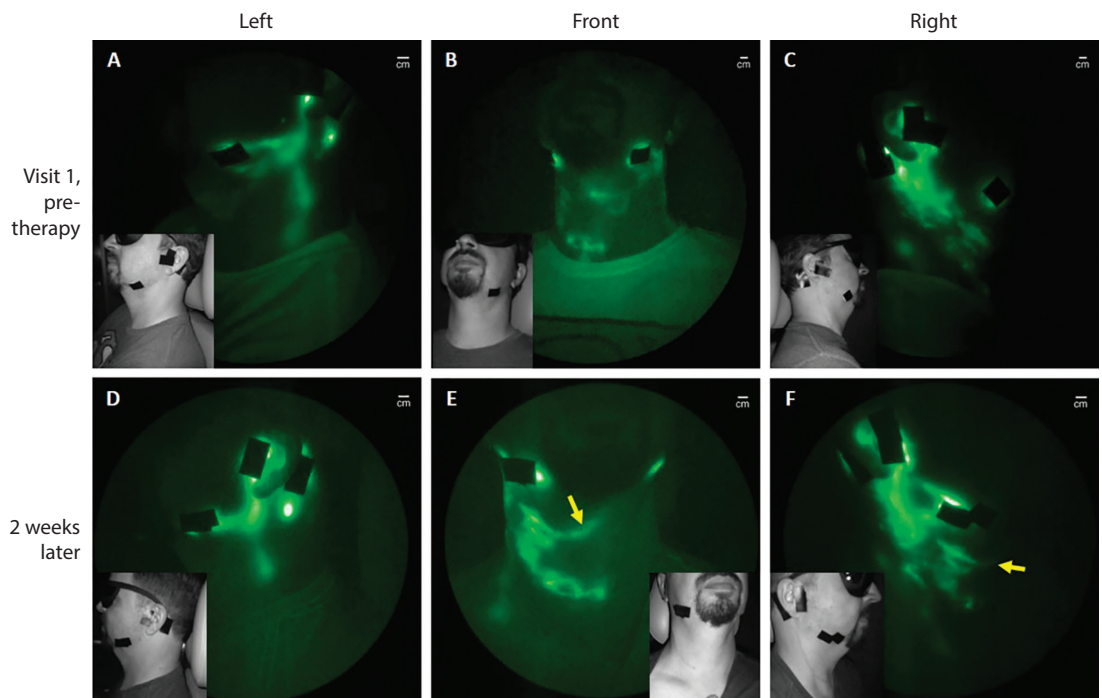 Left
Front
Right
Visit 1,
pre-
therapy
A
cm
B
cm
C
cm
2 weeks
later
D
cm
E
cm
F
cm